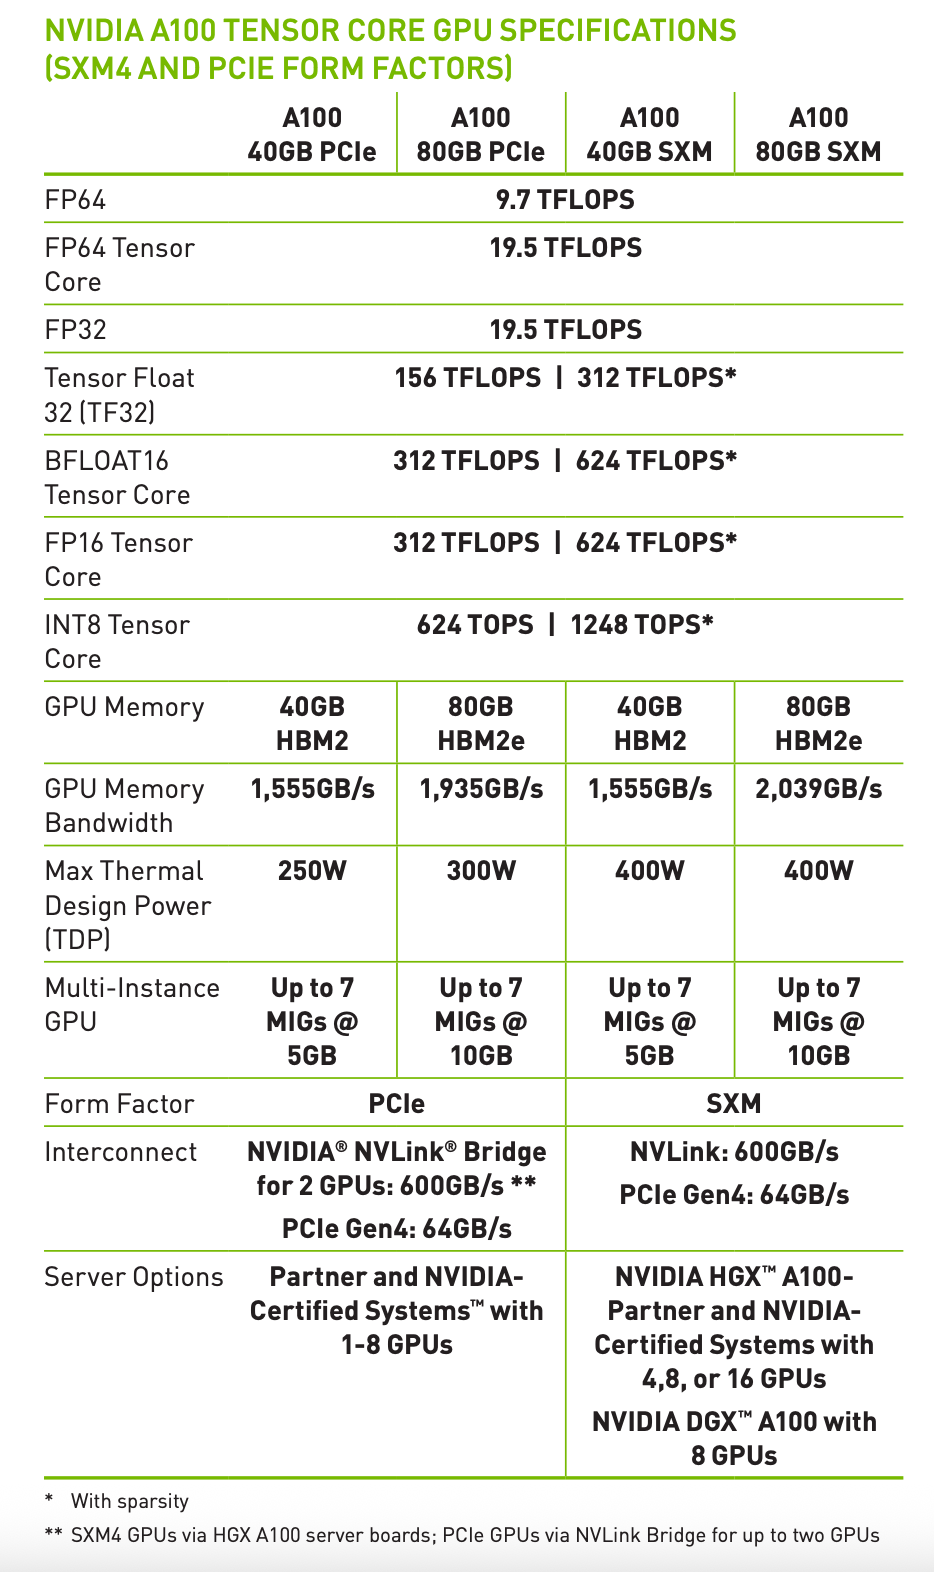 NVIDIA A100 TENSOR CORE GPU SPECIFICATIONS
(SXM4 AND PCIE FORM FACTORS)
A100 40GB PCIe A100 80GB PCIe A100 40GB SXM A100 80GB SXM
FP64 9.7 TFLOPS
FP64 Tensor 19.5 TFLOPS
Core
FP32 19.5 TFLOPS
Tensor Float 156 TFLOPS | 312 TFLOPS*
32 (TF32)
BFLOAT16 312 TFLOPS | 624 TFLOPS*
Tensor Core
FP16 Tensor 312 TFLOPS | 624 TFLOPS*
Core
INT8 Tensor 624 TOPS | 1248 TOPS*
Core
GPU Memory 40GB 80GB 40GB 80GB
HBM2 HBM2e HBM2 HBM2e
GPU Memory 1,555GB/s 1,935GB/s 1,555GB/s 2,039GB/s
Bandwidth
Max Thermal 250W 300W 400W 400W
Design Power
(TDP)
Multi-Instance Up to 7 Up to 7 Up to 7 Up to 7
GPU MIGs @ MIGs @ MIGs @ MIGs @
5GB 10GB 5GB 10GB
Form Factor PCIe SXM
Interconnect NVIDIA® NVLink® Bridge
for 2 GPUs: 600GB/s **
PCIe Gen4: 64GB/s
NVLink: 600GB/s
PCIe Gen4: 64GB/s
Server Options Partner and NVIDIA-
Certified Systems™ with
1-8 GPUs
NVIDIA HGX™ A100-
Partner and NVIDIA-
Certified Systems with
4,8, or 16 GPUs
NVIDIA DGX™ A100 with
8 GPUs
* With sparsity
** SXM4 GPUs via HGX A100 server boards; PCIe GPUs via NVLink Bridge for up to two GPUs